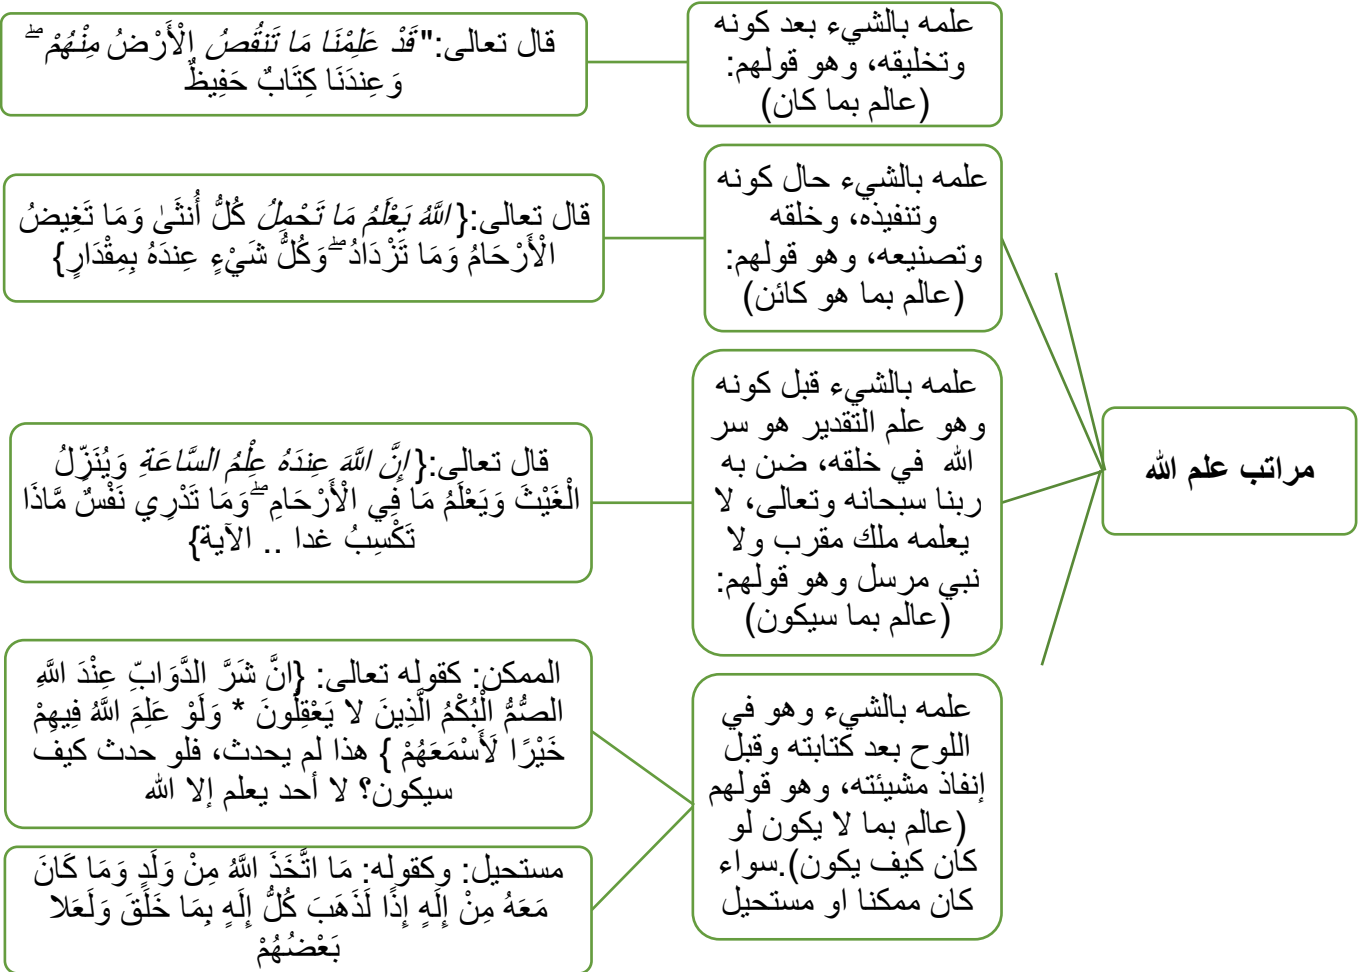 مراتب علم الله
علمه بالشيء بعد كونه
وتخليقه، وهو قولهم:
(عالم بما كان)
قال تعالى:"قَدْ عَلِمْنَا مَا تَنقُصُ الْأَرْضُ مِنْهُمْ ۖ
وَعِندَنَا كِتَابٌ حَفِيظٌ
علمه بالشيء حال كونه
وتنفيذه، وخلقه
وتصنيعه، وهو قولهم:
(عالم بما هو كائن)
قال تعالى:{اللَّهُ يَعْلَمُ مَا تَحْمِلُ كُلُّ أُنثَىٰ وَمَا تَغِيضُ
الْأَرْحَامُ وَمَا تَزْدَادُ ۖ وَكُلُّ شَيْءٍ عِندَهُ بِمِقْدَارٍ}
علمه بالشيء قبل كونه
وهو علم التقدير هو سر
الله في خلقه، ضن به
ربنا سبحانه وتعالى، لا
يعلمه ملك مقرب ولا
نبي مرسل وهو قولهم:
(عالم بما سيكون)
قال تعالى:{إِنَّ اللَّهَ عِندَهُ عِلْمُ السَّاعَةِ وَيُنَزِّلُ
الْغَيْثَ وَيَعْلَمُ مَا فِي الْأَرْحَامِ ۖ وَمَا تَدْرِي نَفْسٌ مَّاذَا
تَكْسِبُ غدا .. الآية}
علمه بالشيء وهو في
اللوح بعد كتابته وقبل
إنفاذ مشيئته، وهو قولهم
(عالم بما لا يكون لو
كان كيف يكون).سواء
كان ممكنا او مستحيل
الممكن: كقوله تعالى: {انَّ شَرَّ الدَّوَابِّ عِنْدَ اللَّهِ
الصُّمُّ الْبُكْمُ الَّذِينَ لا يَعْقِلُونَ * وَلَوْ عَلِمَ اللَّهُ فِيهِمْ
خَيْرًا لَأَسْمَعَهُمْ } هذا لم يحدث، فلو حدث كيف
سيكون؟ لا أحد يعلم إلا الله
مستحيل: وكقوله: مَا اتَّخَذَ اللَّهُ مِنْ وَلَدٍ وَمَا كَانَ
مَعَهُ مِنْ إِلَهٍ إِذًا لَذَهَبَ كُلُّ إِلَهٍ بِمَا خَلَقَ وَلَعَلا
بَعْضُهُمْ